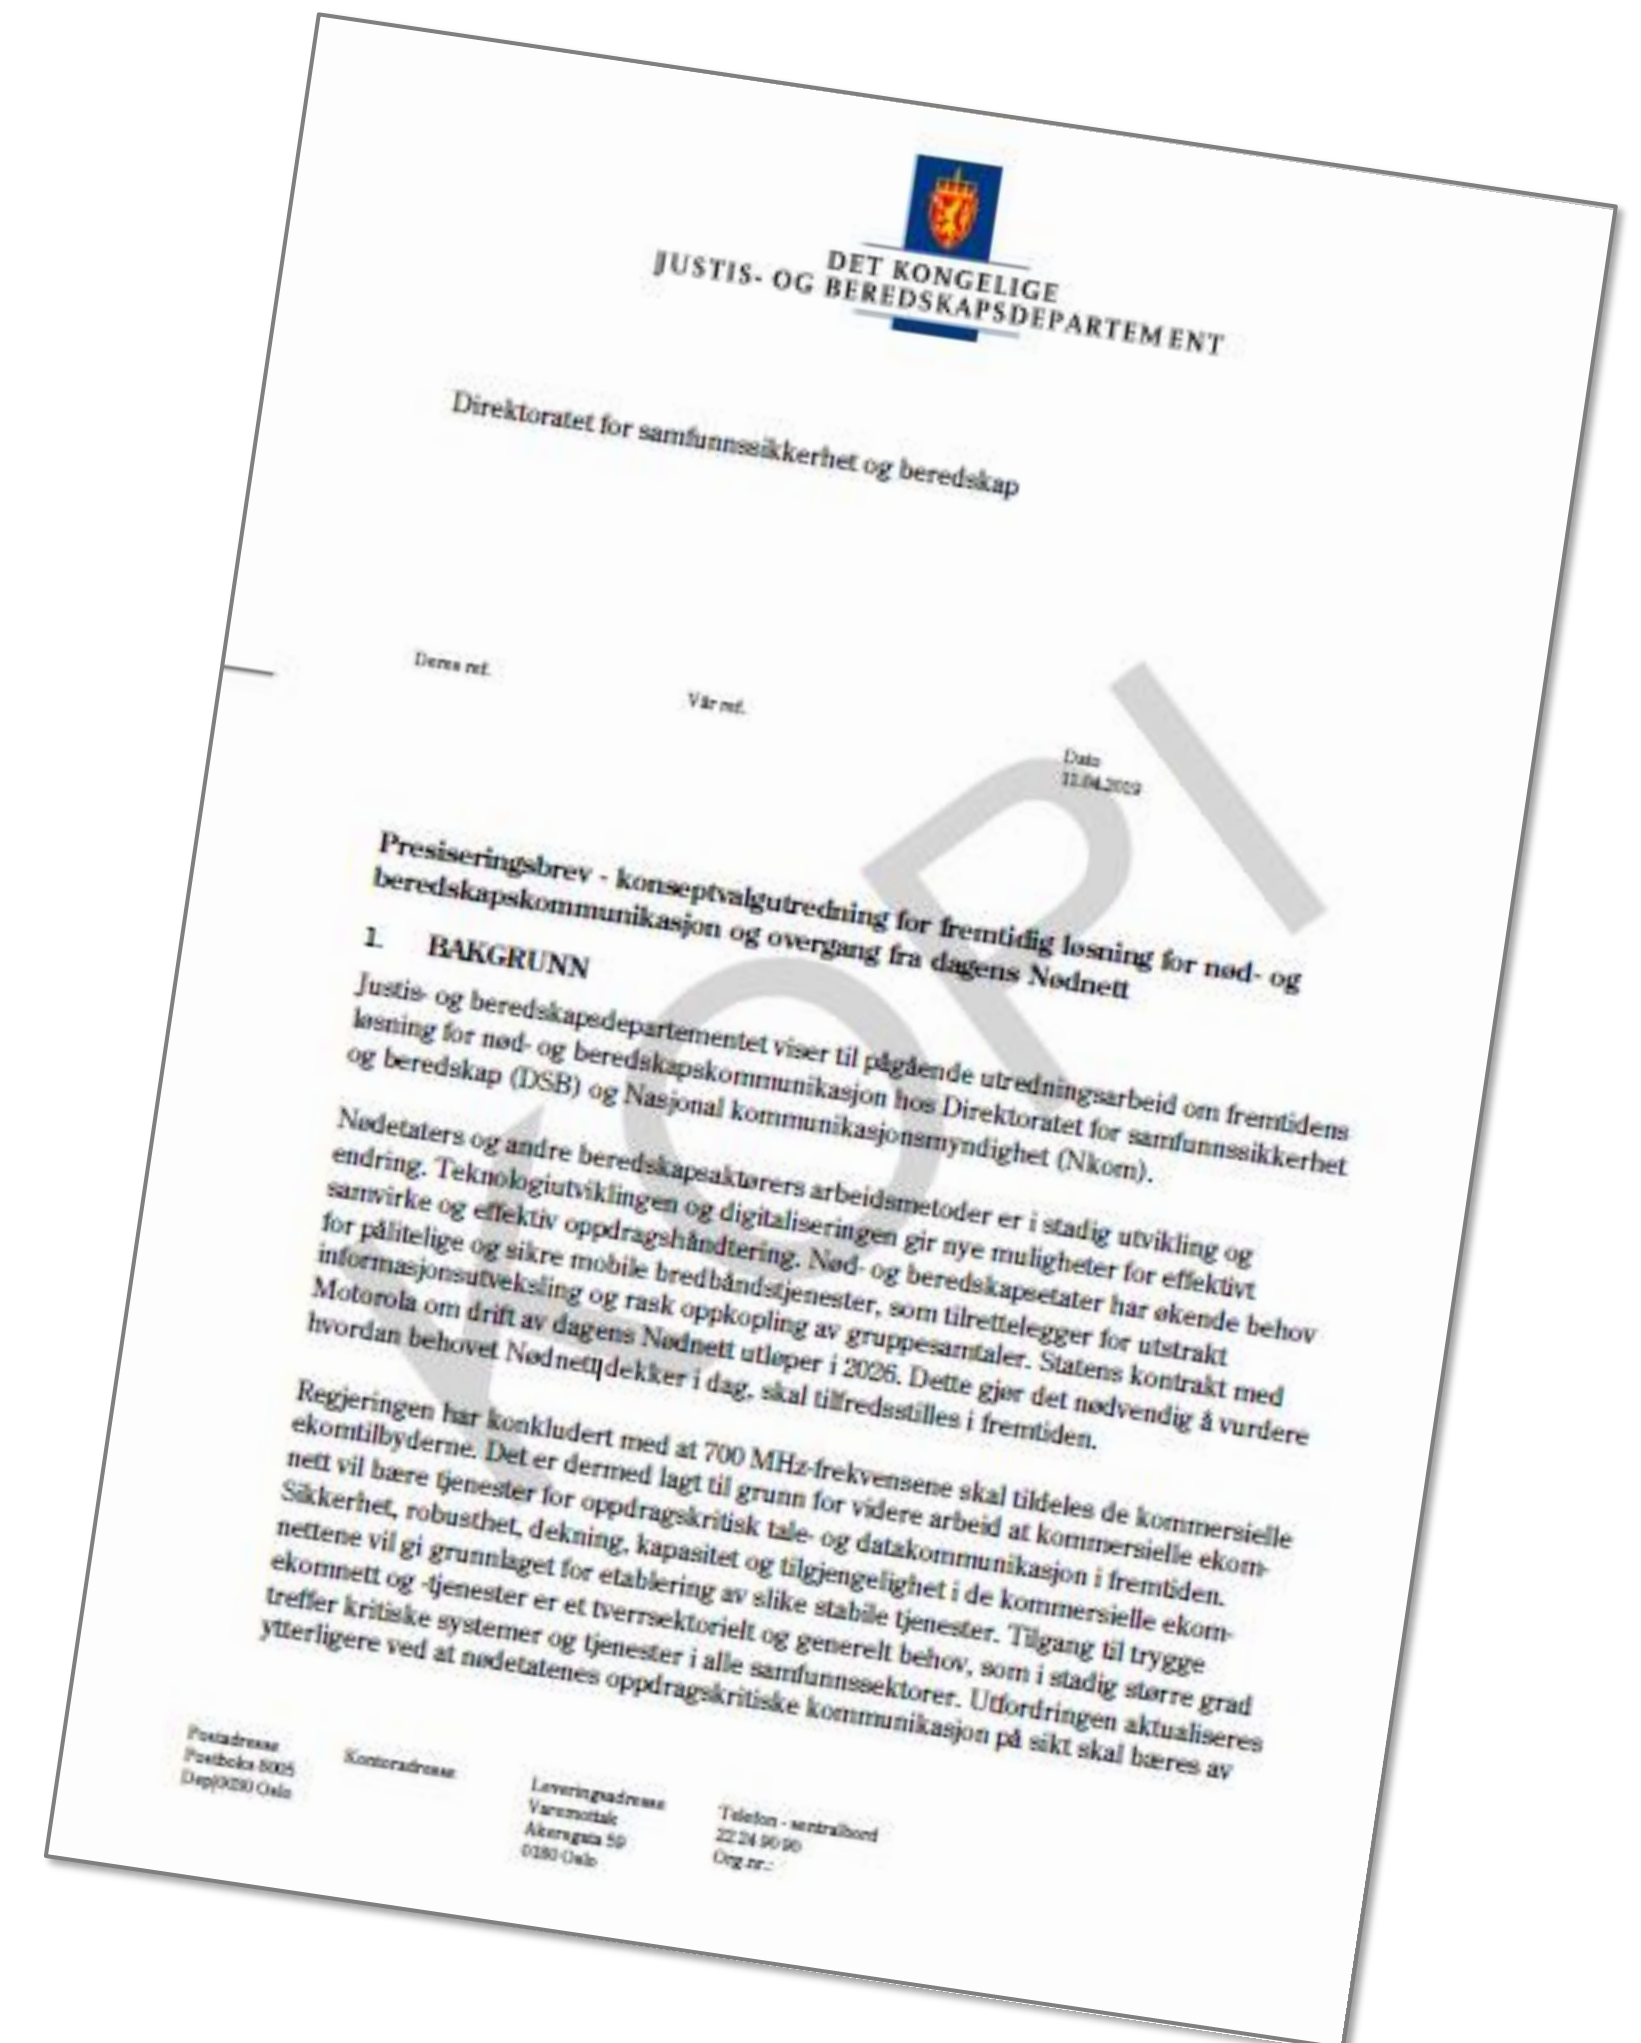 DET KONGELIGE
JUSTIS- OG BEREDSKAPSDEPARTEMENT
Direktoratet for samfunnssikkerhet og beredskap
Deres ref.
Vår ref.
Dato
11.04.2019
Presiseringsbrev - konseptvalgutredning for fremtidig løsning for nød- og
beredskapskommunikasjon og overgang fra dagens Nødnett
1. BAKGRUNN
Justis- og beredskapsdepartementet viser til pågående utredningsarbeid om fremtidens
løsning for nød- og beredskapskommunikasjon hos Direktoratet for samfunnssikkerhet
og beredskap (DSB) og Nasjonal kommunikasjonsmyndighet (Nkom).
Nødetaters og andre beredskapsaktørers arbeidsmetoder er i stadig utvikling og
endring. Teknologiutviklingen og digitaliseringen gir nye muligheter for effektivt
samvirke og effektiv oppdragshåndtering. Nød- og beredskapsetater har økende behov
for pålitelige og sikre mobile bredbåndstjenester, som tilrettelegger for utstrakt
informasjonsutveksling og rask oppkopling av gruppesamtaler. Statens kontrakt med
Motorola om drift av dagens Nødnett utløper i 2026. Dette gjør det nødvendig å vurdere
hvordan behovet Nødnett dekker i dag, skal tilfredsstilles i fremtiden.
Regjeringen har konkludert med at 700 MHz-frekvensene skal tildeles de kommersielle
ekomtilbyderne. Det er dermed lagt til grunn for videre arbeid at kommersielle ekom-
nett vil bære tjenester for oppdragskritisk tale- og datakommunikasjon i fremtiden.
Sikkerhet, robusthet, dekning, kapasitet og tilgjengelighet i de kommersielle ekom-
nettene vil gi grunnlaget for etablering av slike stabile tjenester. Tilgang til trygge
ekomnett og -tjenester er et tverrsektorielt og generelt behov, som i stadig større grad
treffer kritiske systemer og tjenester i alle samfunnssektorer. Utfordringen aktualiseres
ytterligere ved at nødetatenes oppdragskritiske kommunikasjon på sikt skal bæres av
Postadresse
Postboks 8005
Dep|0030 Oslo
Kontoradresse
Leveringsadresse
Varemottak
Akersgata 59
0180 Oslo
Telefon - sentralbord
22 24 90 90
Org.nr.:
KOPI